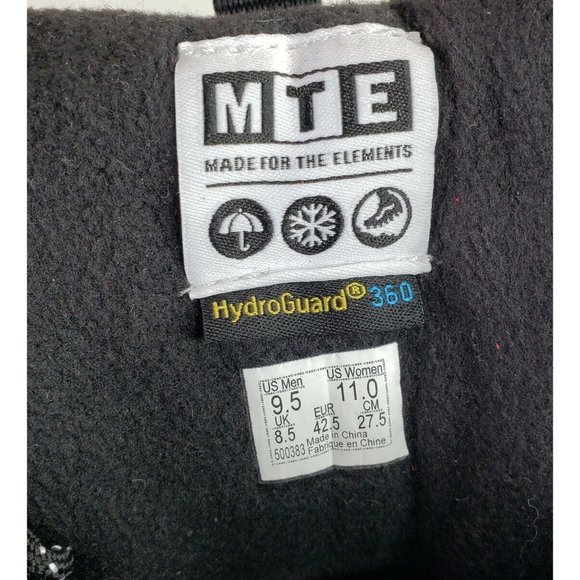 MTE
MADE FOR THE ELEMENTS
HydroGuard® 360
US Men US Women
9.5 11.0
UK EUR CM
8.5 42.5 27.5
500383 Made in China
Fabrique en Chine